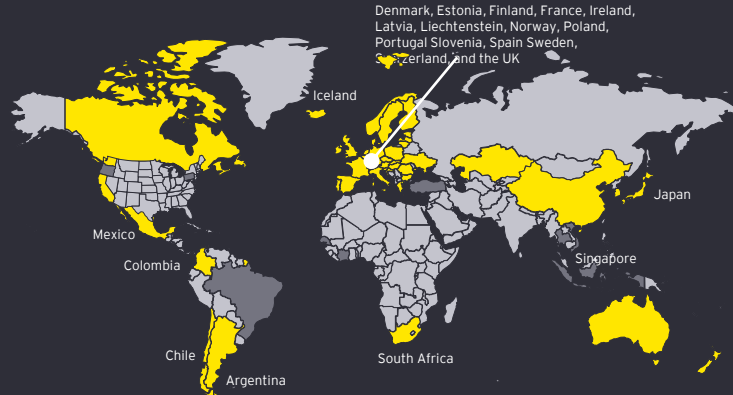 Denmark, Estonia, Finland, France, Ireland,
Latvia, Liechtenstein, Norway, Poland,
Portugal Slovenia, Spain Sweden,
Switzerland, and the UK
Iceland
Japan
Mexico
Colombia
Singapore
Chile
South Africa
Argentina